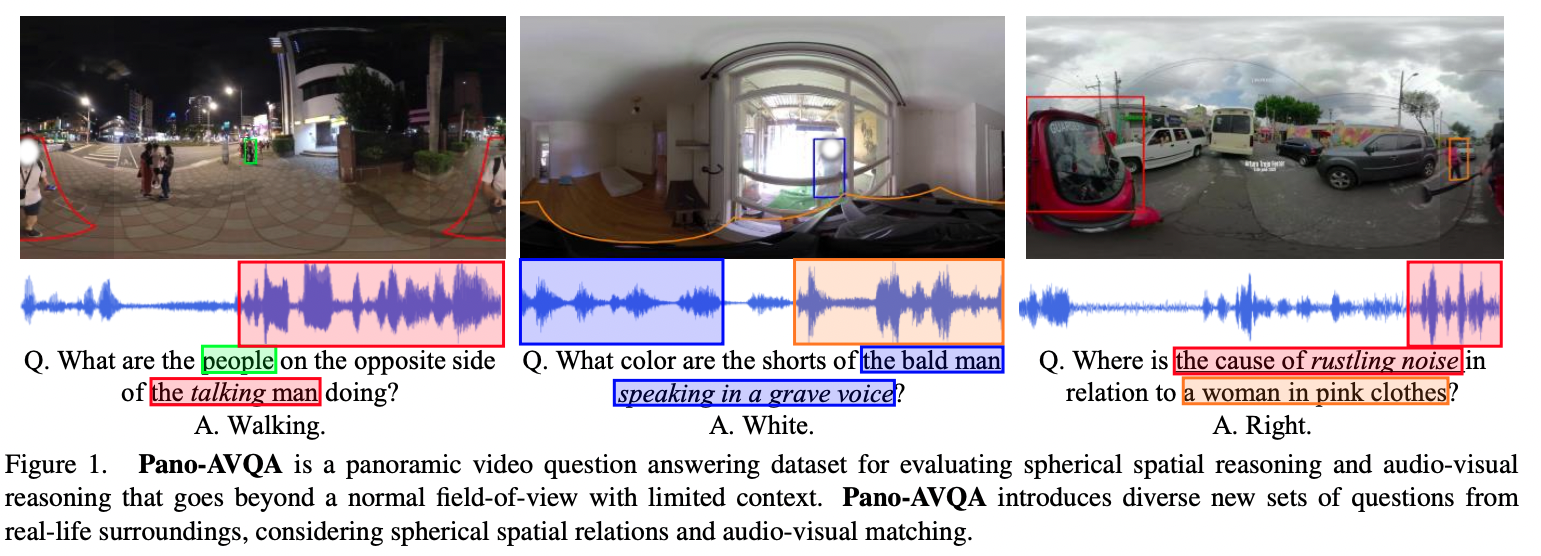 GUARDI
Q. What are the people on the opposite side
of the talking man doing?
A. Walking.
Q. What color are the shorts of the bald man
speaking in a grave voice?
A. White.
Q. Where is the cause of rustling noise in
relation to a woman in pink clothes?
A. Right.
Figure 1. Pano-AVQA is a panoramic video question answering dataset for evaluating spherical spatial reasoning and audio-visual
reasoning that goes beyond a normal field-of-view with limited context. Pano-AVQA introduces diverse new sets of questions from
real-life surroundings, considering spherical spatial relations and audio-visual matching.